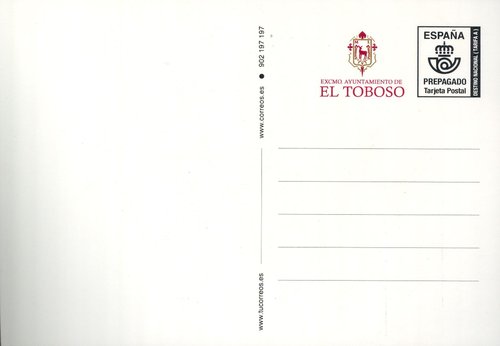 EXCMO AYUNTAMIENTO DE
EL TOBOSO
ESPAÑA
PREPAGADO
Tarjeta Postal
DESTINO NACIONAL (TARIFA A)
www.tucorreos.es
www.correos.es ● 902 197 197